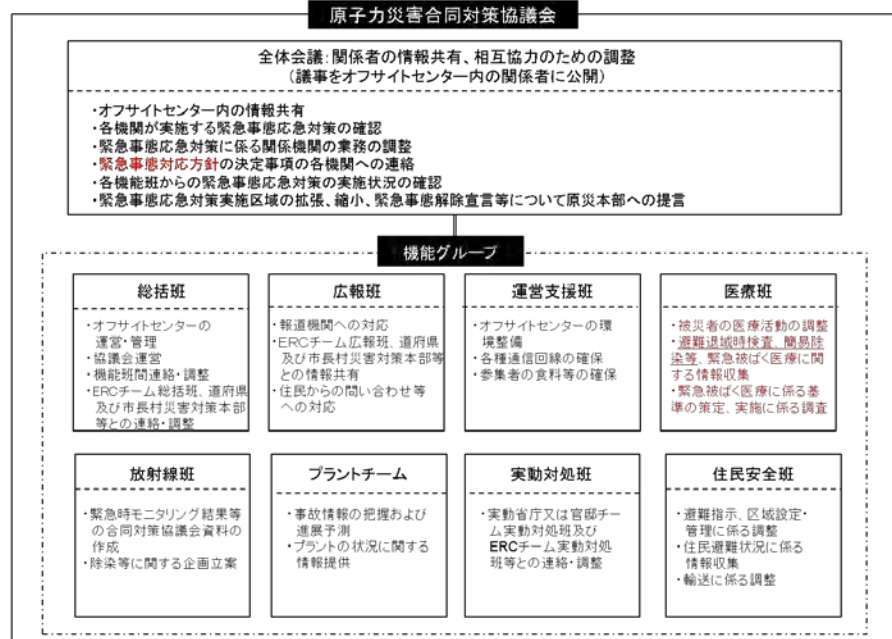 原子力災害合同対策協議会
全体会議：関係者の情報共有、相互協力のための調整
（議事をオフサイトセンター内の関係者に公開）
・オフサイトセンター内の情報共有
・各機関が実施する緊急事態応急対策の確認
・緊急事態応急対策に係る関係機関の業務の調整
・緊急事態対応方針の決定事項の各機関への連絡
・各機能班からの緊急事態応急対策の実施状況の確認
・緊急事態応急対策実施区域の拡張、縮小、緊急事態解除宣言等について原災本部への提言
機能グループ
総括班
・オフサイトセンターの
運営・管理
・協議会運営
・機能班間連絡・調整
・ERCチーム総括班、道府県
及び市長村災害対策本部
等との連絡・調整
広報班
・報道機関への対応
・ERCチーム広報班、道府県
及び市長村災害対策本部等
との情報共有
・住民からの問い合わせ等
への対応
運営支援班
・オフサイトセンターの環
境整備
・各種通信回線の確保
・参集者の食料等の確保
医療班
・被災者の医療活動の調整
・避難退域時検査、簡易除
染等、緊急被ばく医療に関
する情報収集
・緊急被ばく医療に係る基
準の策定、実施に係る調査
放射線班
・緊急時モニタリング結果等
の合同対策協議会資料の
作成
・除染等に関する企画立案
プラントチーム
・事故情報の把握および
進展予測
・プラントの状況に関する
情報提供
実動対処班
・実動省庁又は官邸チー
ム実動対処班及び
ERCチーム実動対処
班等との連絡・調整
住民安全班
・避難指示、区域設定・
管理に係る調整
・住民避難状況に係る
情報収集
・輸送に係る調整